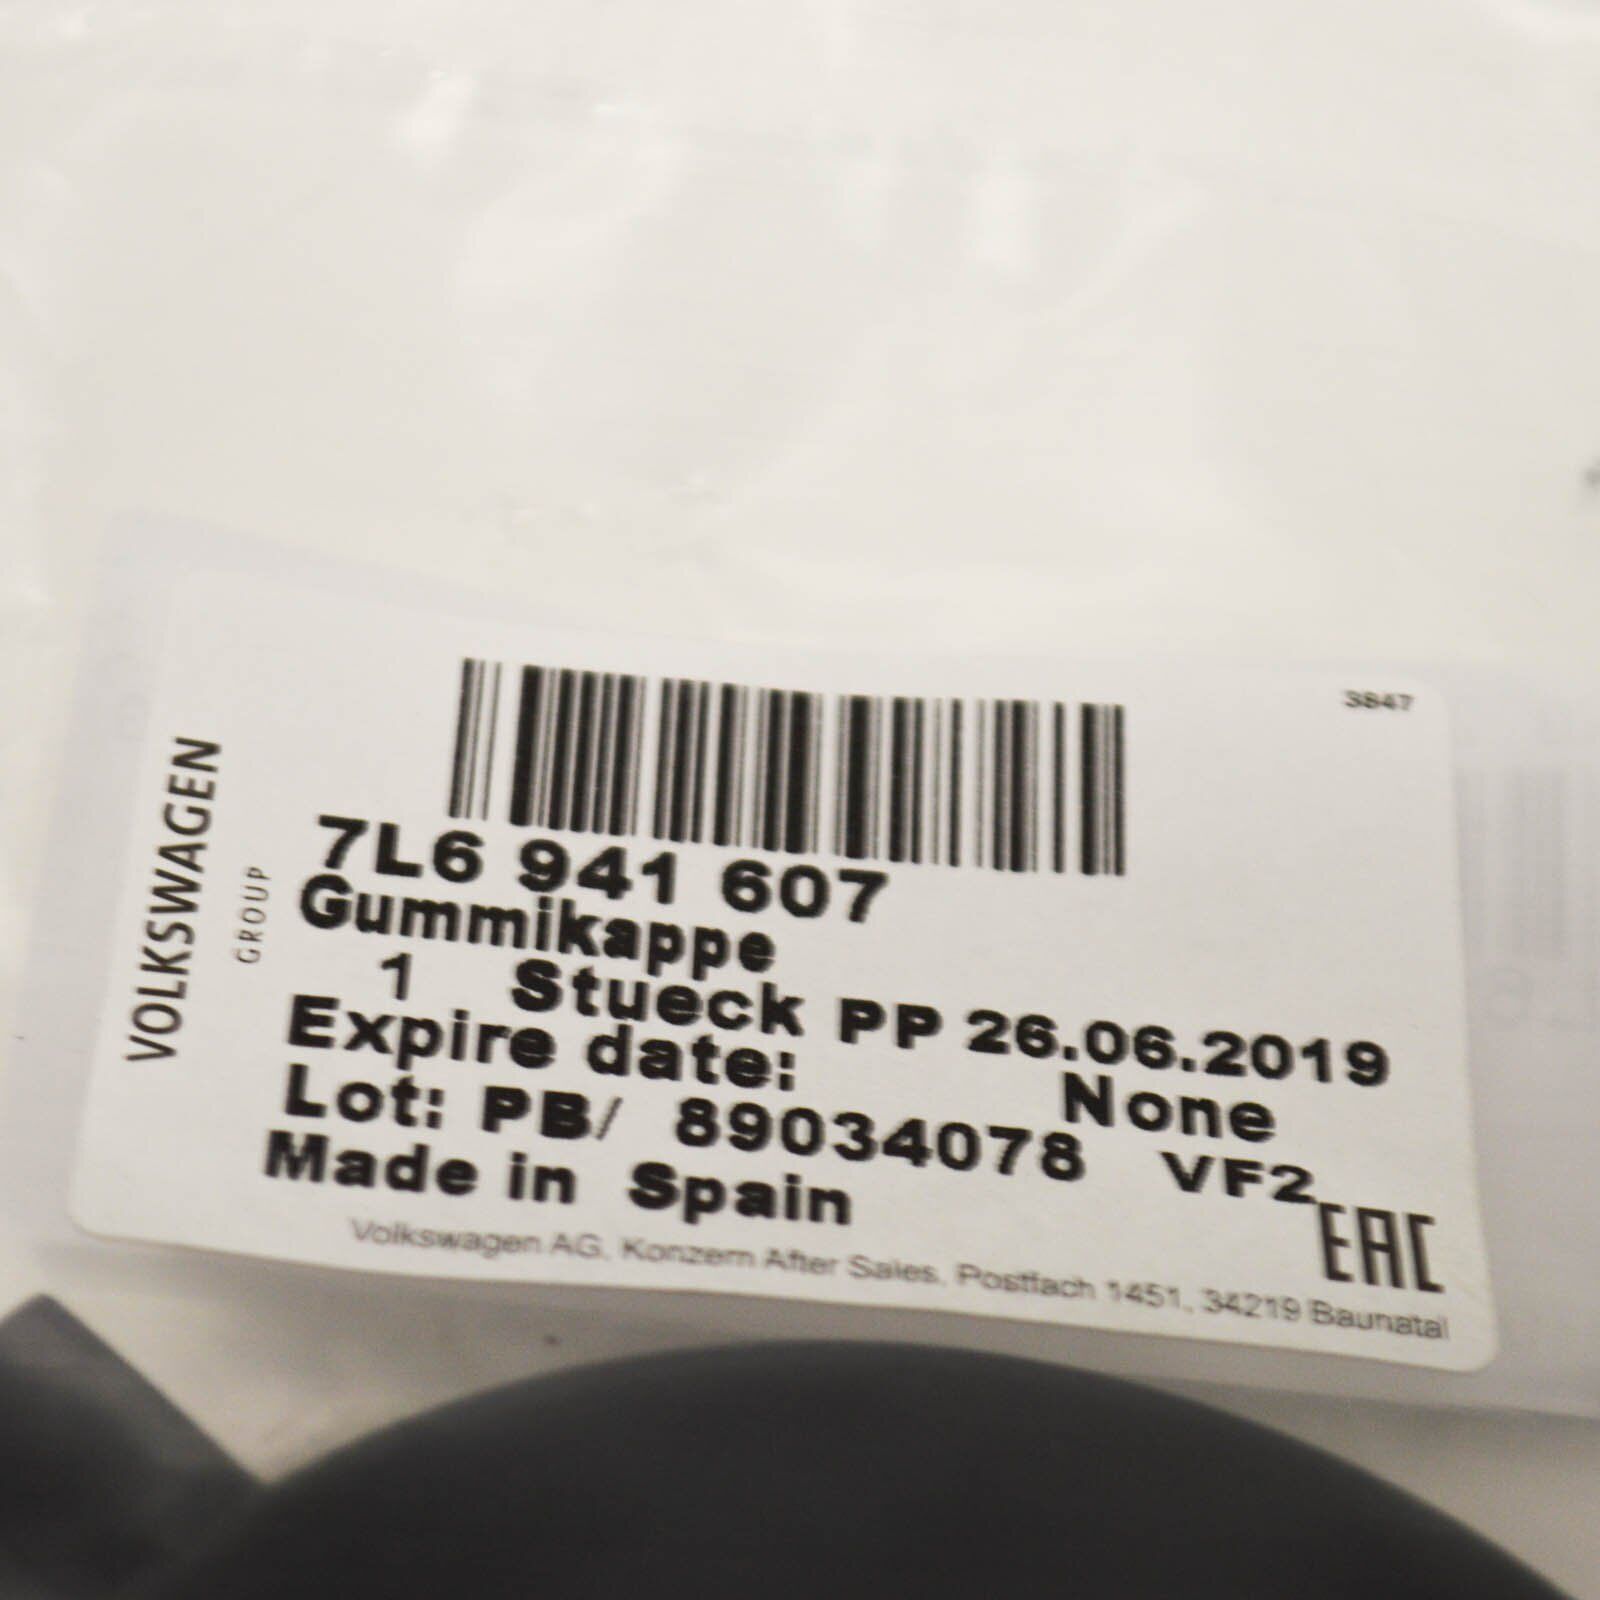 3847
VOLKSWAGEN
GROUP
7L6 941 607
Gummikappe
1 Stueck PP 26.06.2019
Expire date: None
Lot: PB/ 89034078 VF2
Made in Spain
EAC
Volkswagen AG, Konzern After Sales, Postfach 1451, 34219 Baunatal